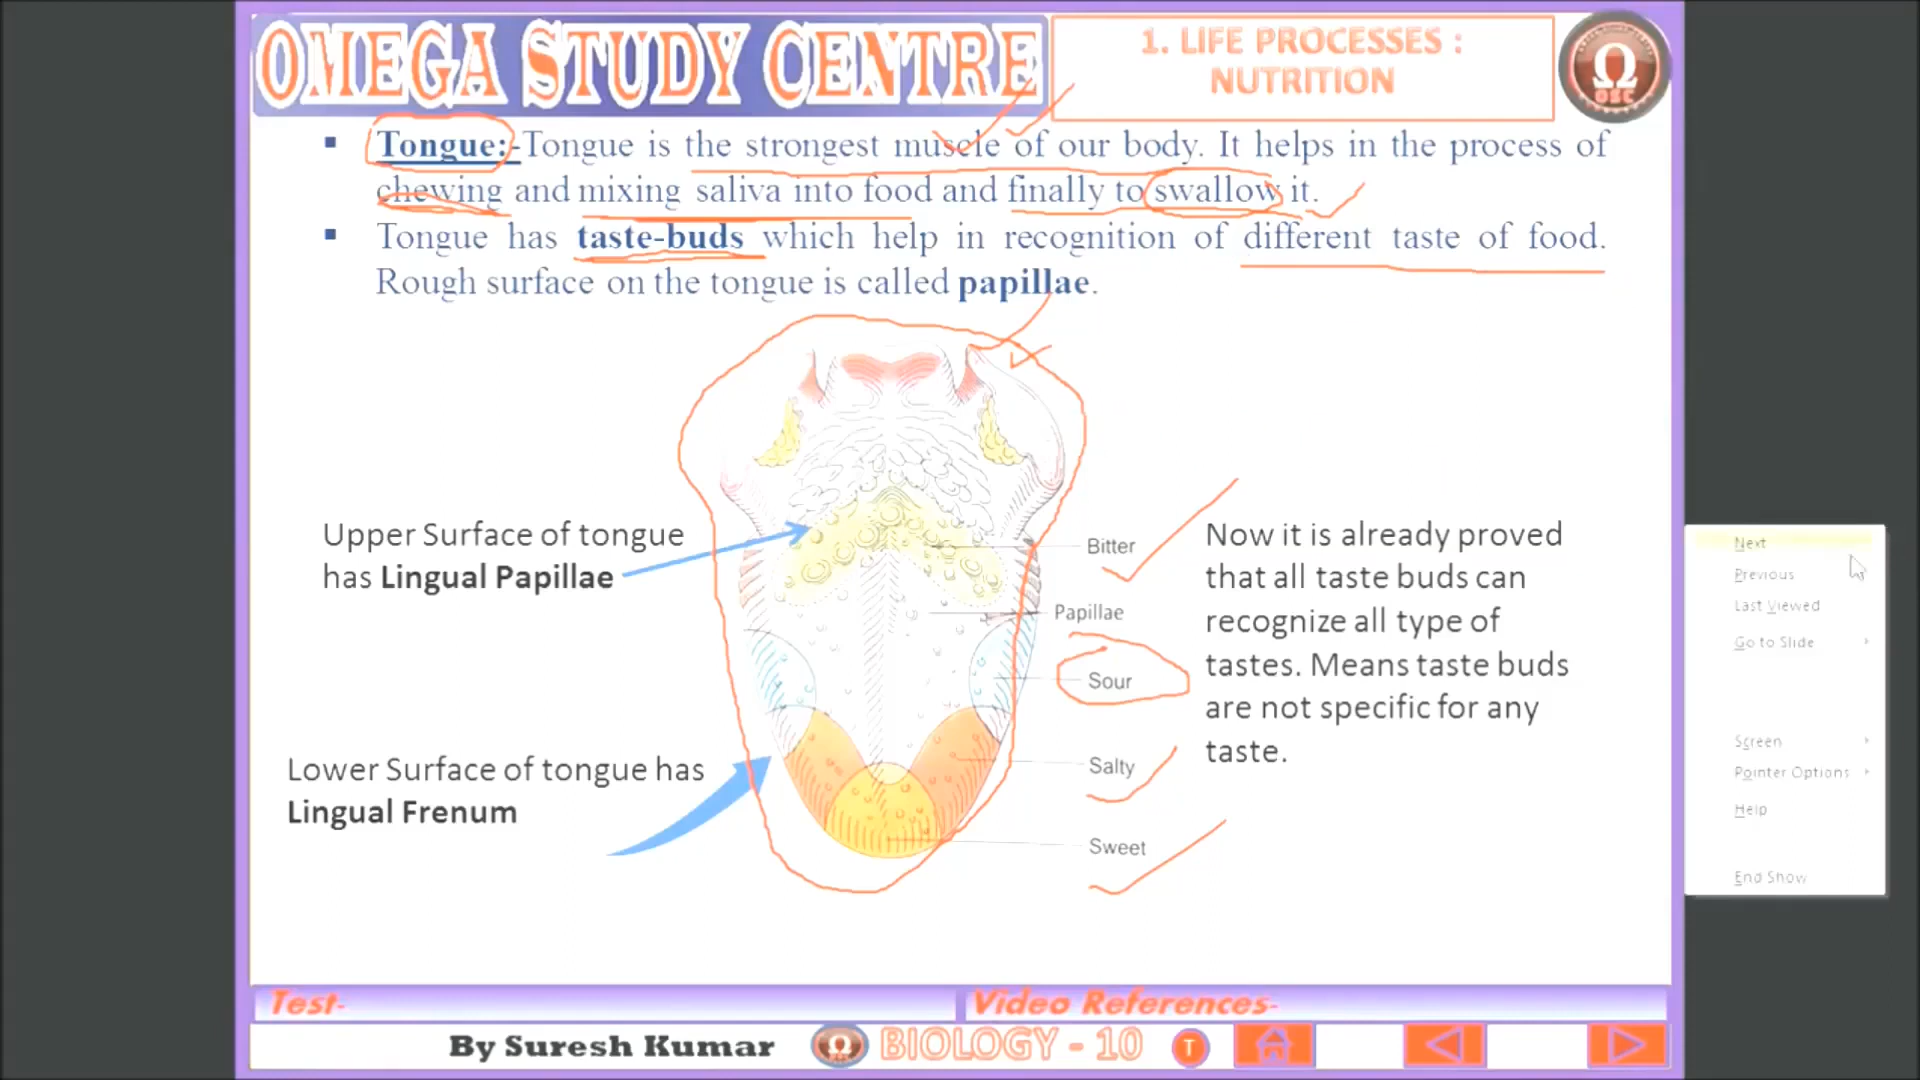 OMEGA STUDY CENTRE
1. LIFE PROCESSES :
NUTRITION
OSC
▪ Tongue:-Tongue is the strongest muscle of our body. It helps in the process of
chewing and mixing saliva into food and finally to swallow it.
▪ Tongue has taste-buds which help in recognition of different taste of food.
Rough surface on the tongue is called papillae.
Upper Surface of tongue
has Lingual Papillae
Lower Surface of tongue has
Lingual Frenum
Bitter
Papillae
Sour
Salty
Sweet
Now it is already proved
that all taste buds can
recognize all type of
tastes. Means taste buds
are not specific for any
taste.
Next
Previous
Last Viewed
Go to Slide
Screen
Pointer Options
Help
End Show
Test-
Video References-
By Suresh Kumar
BIOLOGY - 10
T